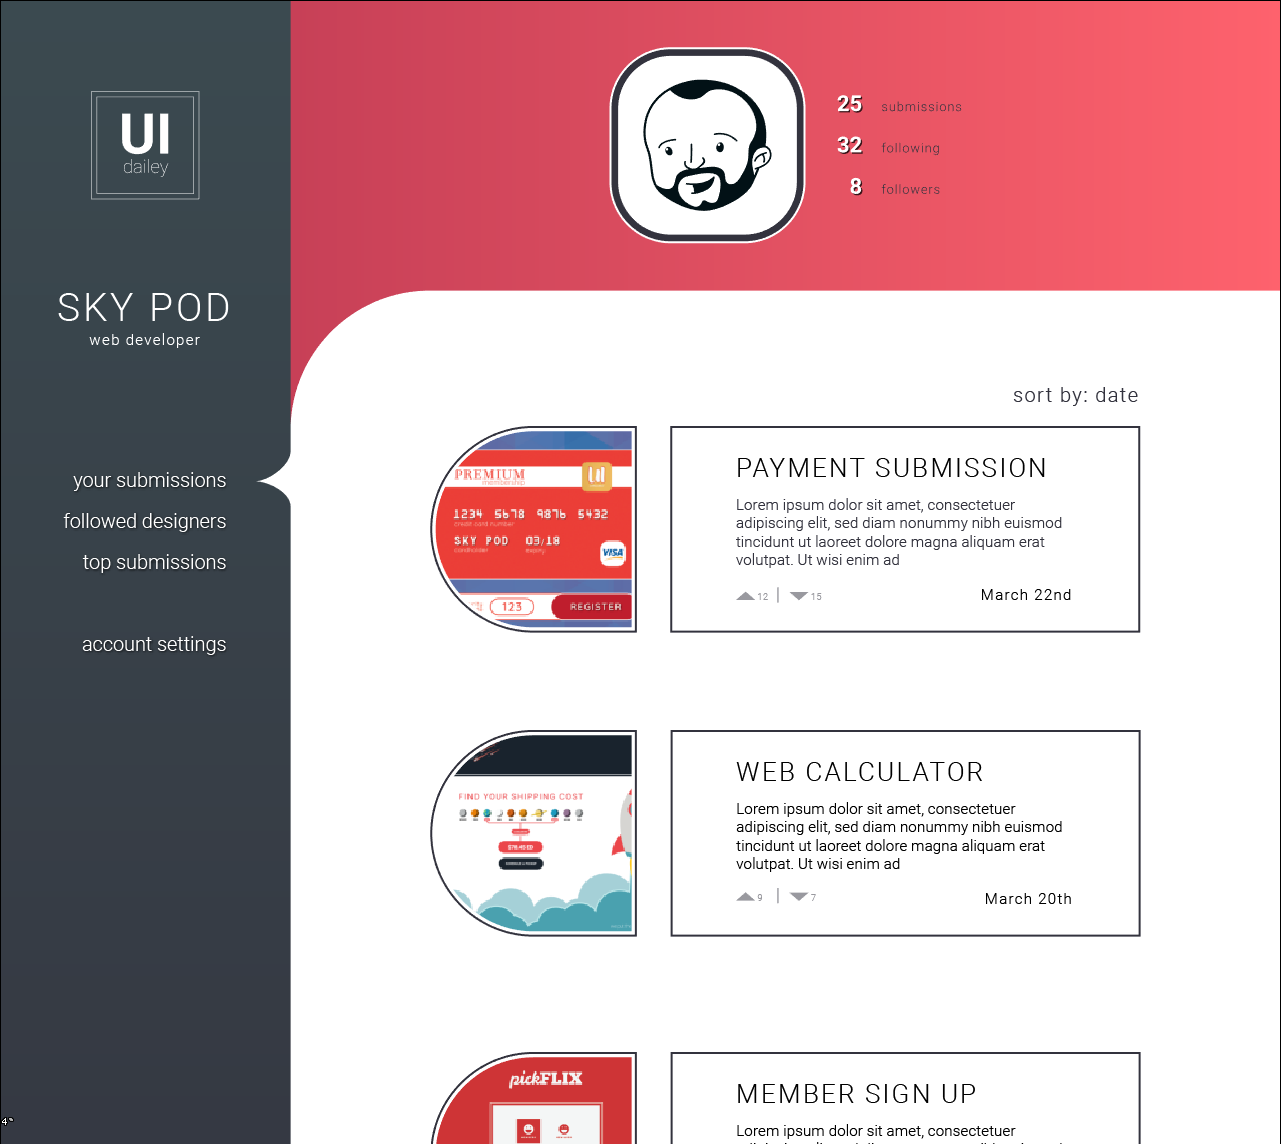 UI
dailey
SKY POD
web developer
your submissions
followed designers
top submissions
account settings
25 submissions
32 following
8 followers
sort by: date
PREMIUM
membership
UI
1234 5678 9876 5432
credit card number
SKY POD 03/18
cardholder expiry
VISA
123
REGISTER
PAYMENT SUBMISSION
Lorem ipsum dolor sit amet, consectetuer
adipiscing elit, sed diam nonummy nibh euismod
tincidunt ut laoreet dolore magna aliquam erat
volutpat. Ut wisi enim ad
12 | 15
March 22nd
FIND YOUR SHIPPING COST
WEB CALCULATOR
Lorem ipsum dolor sit amet, consectetuer
adipiscing elit, sed diam nonummy nibh euismod
tincidunt ut laoreet dolore magna aliquam erat
volutpat. Ut wisi enim ad
9 | 7
March 20th
pickFLIX
MEMBER SIGN UP
Lorem ipsum dolor sit amet, consectetuer